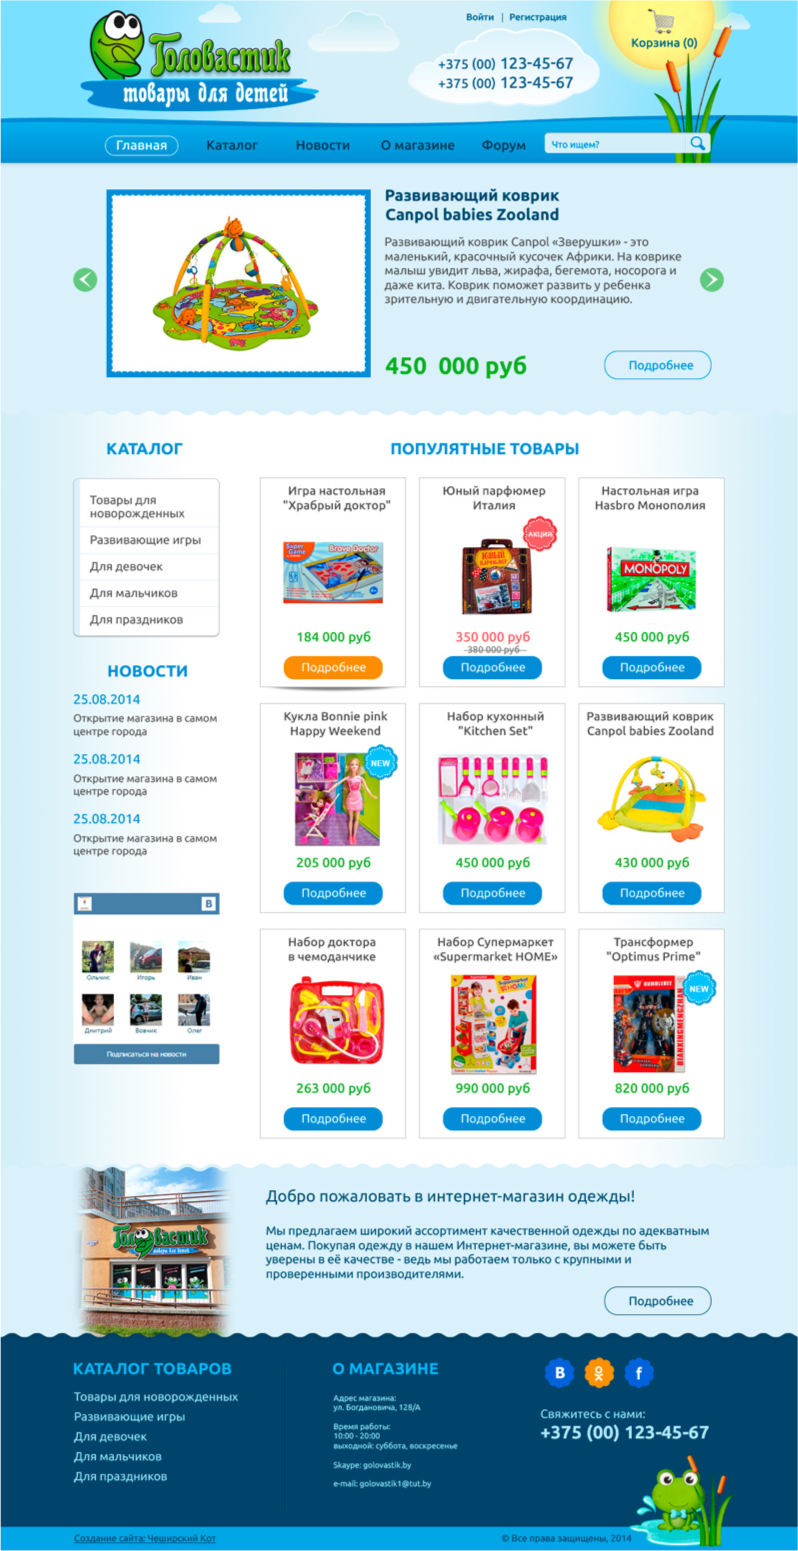 Войти | Регистрация
Корзина (0)
Головастик
товары для детей
+375 (00) 123-45-67
+375 (00) 123-45-67
Главная
Каталог
Новости
О магазине
Форум
Что ищем?
Развивающий коврик
Canpol babies Zooland
Развивающий коврик Canpol «Зверушки» - это
маленький, красочный кусочек Африки. На коврике
малыш увидит льва, жирафа, бегемота, носорога и
даже кита. Коврик поможет развить у ребенка
зрительную и двигательную координацию.
450 000 руб
Подробнее
КАТАЛОГ
Товары для
новорожденных
Развивающие игры
Для девочек
Для мальчиков
Для праздников
НОВОСТИ
25.08.2014
Открытие магазина в самом
центре города
25.08.2014
Открытие магазина в самом
центре города
25.08.2014
Открытие магазина в самом
центре города
B
Ольчик
Игорь
Иван
Дмитрий
Вовчик
Олег
Подписаться на новости
ПОПУЛЯТНЫЕ ТОВАРЫ
Игра настольная
"Храбрый доктор"
Super
Game
Brave Doctor
184 000 руб
Подробнее
Юный парфюмер
Италия
АКЦИЯ
ЮНЫЙ
350 000 руб
380 000 руб
Подробнее
Настольная игра
Hasbro Монополия
MONOPOLY
450 000 руб
Подробнее
Кукла Bonnie pink
Happy Weekend
NEW
205 000 руб
Подробнее
Набор кухонный
"Kitchen Set"
450 000 руб
Подробнее
Развивающий коврик
Canpol babies Zooland
430 000 руб
Подробнее
Набор доктора
в чемоданчике
263 000 руб
Подробнее
Набор Супермаркет
«Supermarket HOME»
Supermarket
HOME
990 000 руб
Подробнее
Трансформер
"Optimus Prime"
NEW
BUMBLEBEE
DIANXINGMENGZHAN
820 000 руб
Подробнее
Головастик
товары для детей
Добро пожаловать в интернет-магазин одежды!
Мы предлагаем широкий ассортимент качественной одежды по адекватным
ценам. Покупая одежду в нашем Интернет-магазине, вы можете быть
уверены в её качестве - ведь мы работаем только с крупными и
проверенными производителями.
Подробнее
КАТАЛОГ ТОВАРОВ
Товары для новорожденных
Развивающие игры
Для девочек
Для мальчиков
Для праздников
О МАГАЗИНЕ
Адрес магазина:
ул. Богдановича, 128/А
Время работы:
10:00 - 20:00
выходной: суббота, воскресенье
Skype: golovastik.by
e-mail: golovastik1@tut.by
B
f
Свяжитесь с нами:
+375 (00) 123-45-67
Создание сайта: Чеширский Кот
© Все права защищены, 2014